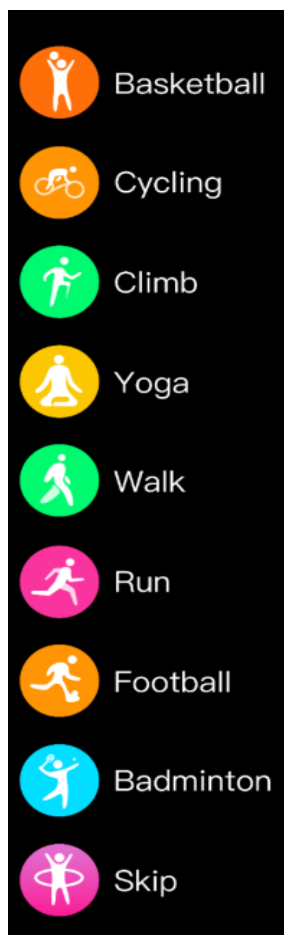 Basketball
Cycling
Climb
Yoga
Walk
Run
Football
Badminton
Skip